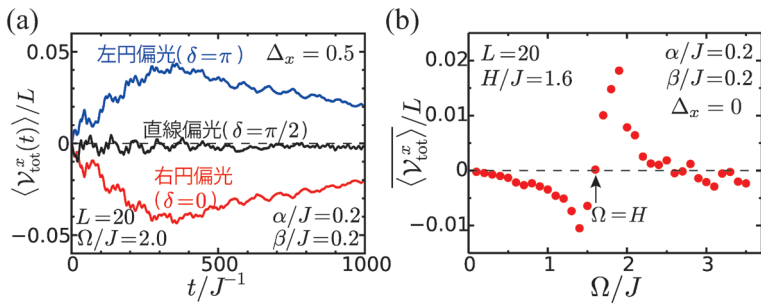 (a)
⟨𝒱ˣ_tot(t)⟩/L
0.05
0
−0.05
左円偏光(δ=π)
Δₓ=0.5
直線偏光(δ=π/2)
右円偏光
(δ=0)
L=20
Ω/J=2.0
α/J=0.2
β/J=0.2
0
500
1000
t/J⁻¹
(b)
⟨𝒱ˣ_tot⟩/L
0.02
0.01
0
−0.01
L=20
H/J=1.6
α/J=0.2
β/J=0.2
Δₓ=0
Ω=H
0
1
2
3
Ω/J